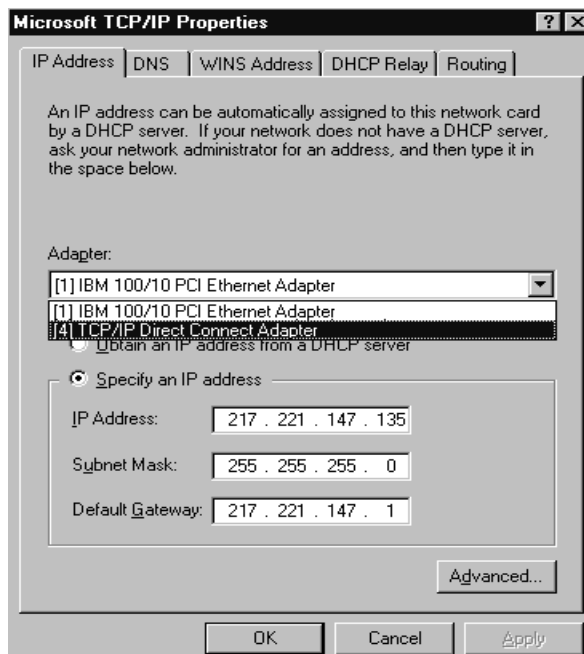 Microsoft TCP/IP Properties
IP Address DNS WINS Address DHCP Relay Routing
An IP address can be automatically assigned to this network card
by a DHCP server. If your network does not have a DHCP server,
ask your network administrator for an address, and then type it in
the space below.
Adapter:
[1] IBM 100/10 PCI Ethernet Adapter
[1] IBM 100/10 PCI Ethernet Adapter
[4] TCP/IP Direct Connect Adapter
Obtain an IP address from a DHCP server
Specify an IP address
IP Address: 217 . 221 . 147 . 135
Subnet Mask: 255 . 255 . 255 . 0
Default Gateway: 217 . 221 . 147 . 1
Advanced...
OK Cancel Apply